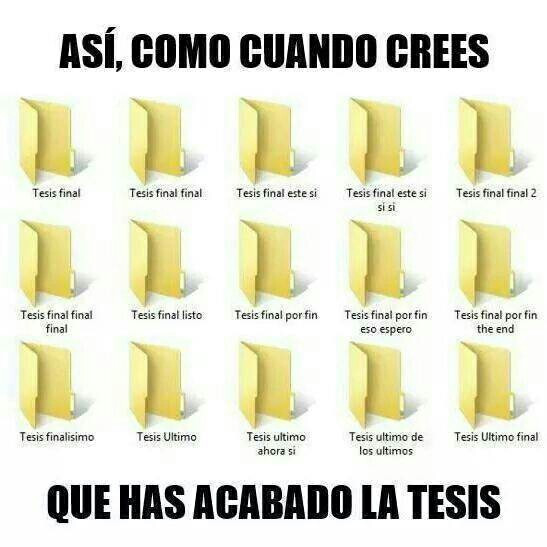 ASÍ, COMO CUANDO CREES
Tesis final
Tesis final final
Tesis final este si
Tesis final este si
si si
Tesis final final 2
Tesis final final
final
Tesis final listo
Tesis final por fin
Tesis final por fin
eso espero
Tesis final por fin
the end
Tesis finalisimo
Tesis Ultimo
Tesis ultimo
ahora si
Tesis ultimo de
los ultimos
Tesis Ultimo final
QUE HAS ACABADO LA TESIS